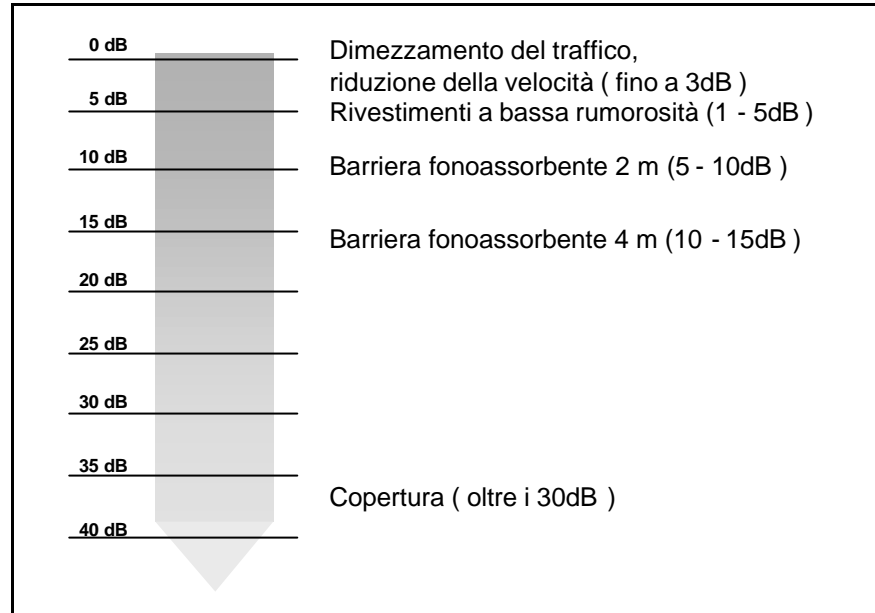 0 dB
Dimezzamento del traffico,
riduzione della velocità ( fino a 3dB )
5 dB
Rivestimenti a bassa rumorosità (1 - 5dB )
10 dB
Barriera fonoassorbente 2 m (5 - 10dB )
15 dB
Barriera fonoassorbente 4 m (10 - 15dB )
20 dB
25 dB
30 dB
35 dB
Copertura ( oltre i 30dB )
40 dB